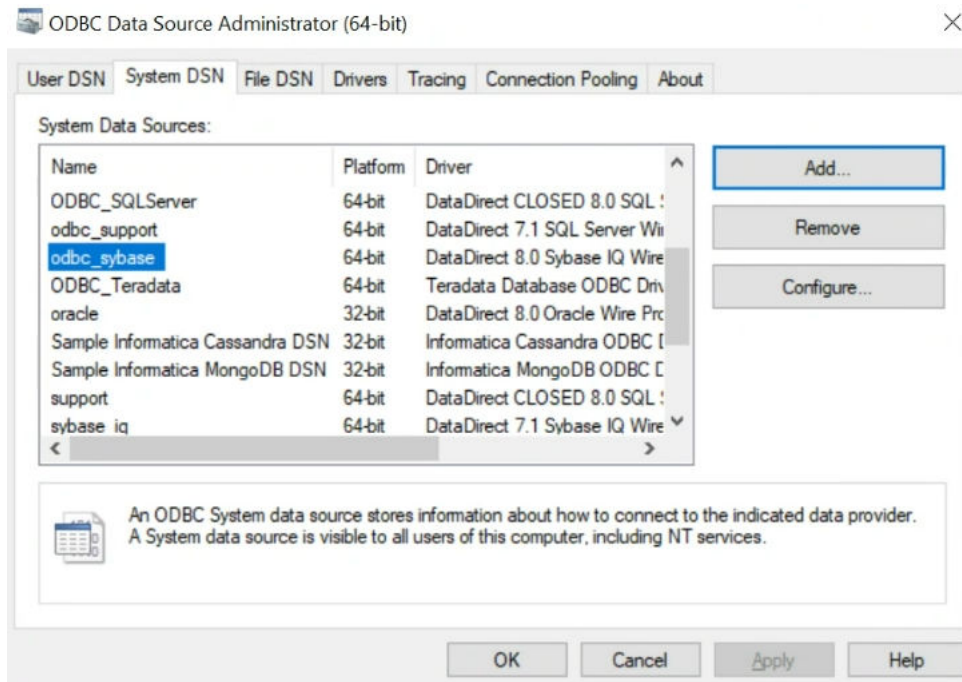 ODBC Data Source Administrator (64-bit)
User DSN System DSN File DSN Drivers Tracing Connection Pooling About
System Data Sources:
Name Platform Driver
ODBC_SQLServer 64-bit DataDirect CLOSED 8.0 SQL
odbc_support 64-bit DataDirect 7.1 SQL Server
odbc_sybase 64-bit DataDirect 8.0 Sybase IQ Wire
ODBC_Teradata 64-bit Teradata Database ODBC
oracle 32-bit DataDirect 8.0 Oracle Wire
Sample Informatica Cassandra DSN 32-bit Informatica Cassandra ODBC
Sample Informatica MongoDB DSN 32-bit Informatica MongoDB ODBC
support 64-bit DataDirect CLOSED 8.0 SQL
sybase_iq 64-bit DataDirect 7.1 Sybase IQ Wire
Add...
Remove
Configure...
An ODBC System data source stores information about how to connect to the indicated data provider.
A System data source is visible to all users of this computer, including NT services.
OK Cancel Apply Help